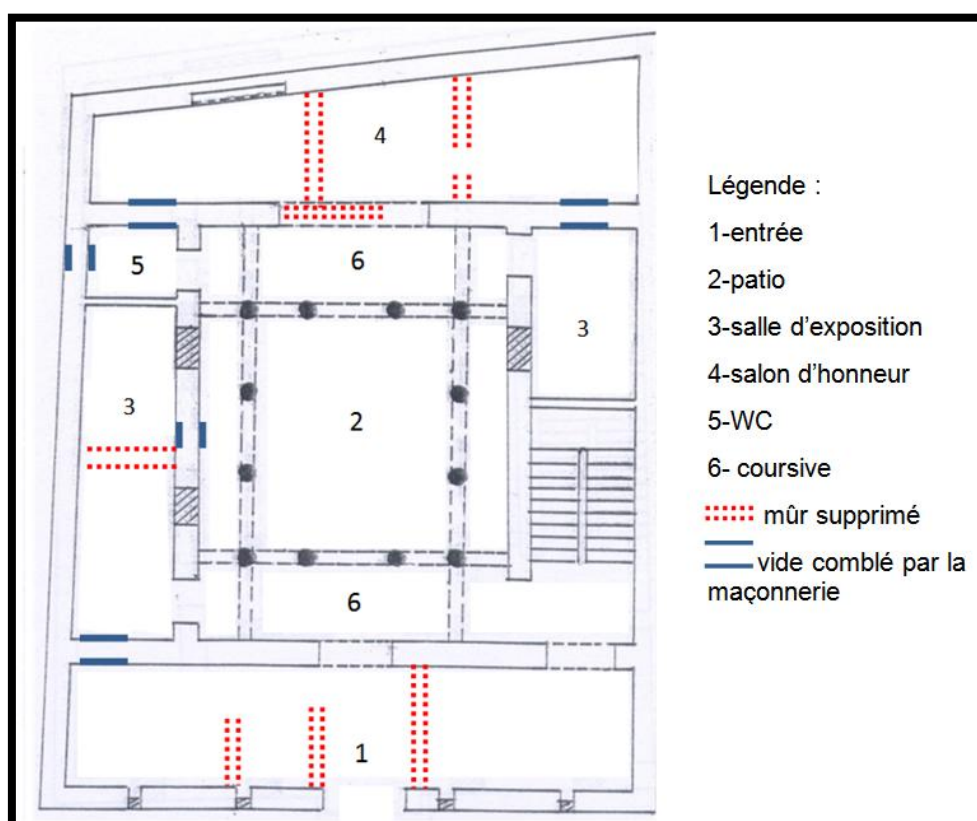 4
6
5
3
3
2
6
1
Légende :
1-entrée
2-patio
3-salle d'exposition
4-salon d'honneur
5-WC
6- coursive
mûr supprimé
vide comblé par la
maçonnerie